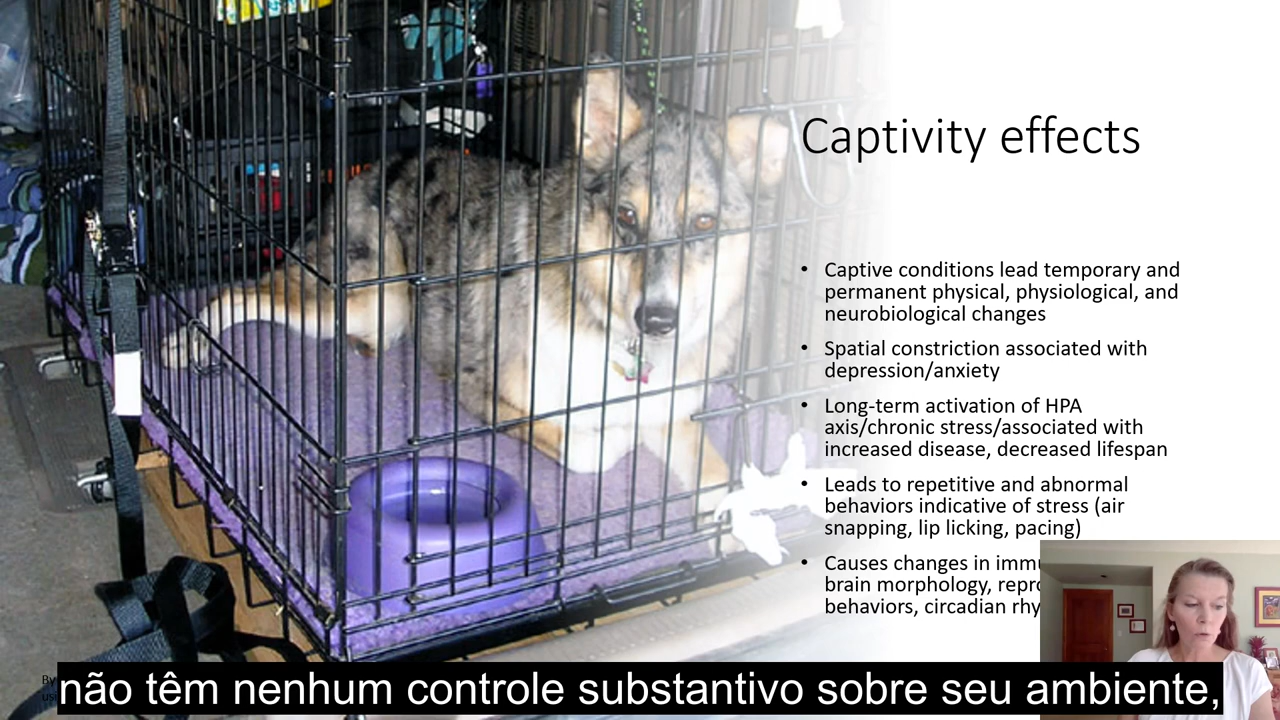 Captivity effects
• Captive conditions lead temporary and
permanent physical, physiological, and
neurobiological changes
• Spatial constriction associated with
depression/anxiety
• Long-term activation of HPA
axis/chronic stress/associated with
increased disease, decreased lifespan
• Leads to repetitive and abnormal
behaviors indicative of stress (air
snapping, lip licking, pacing)
• Causes changes in
brain morphology,
behaviors, circadian
By
não têm nenhum controle substantivo sobre seu ambiente,